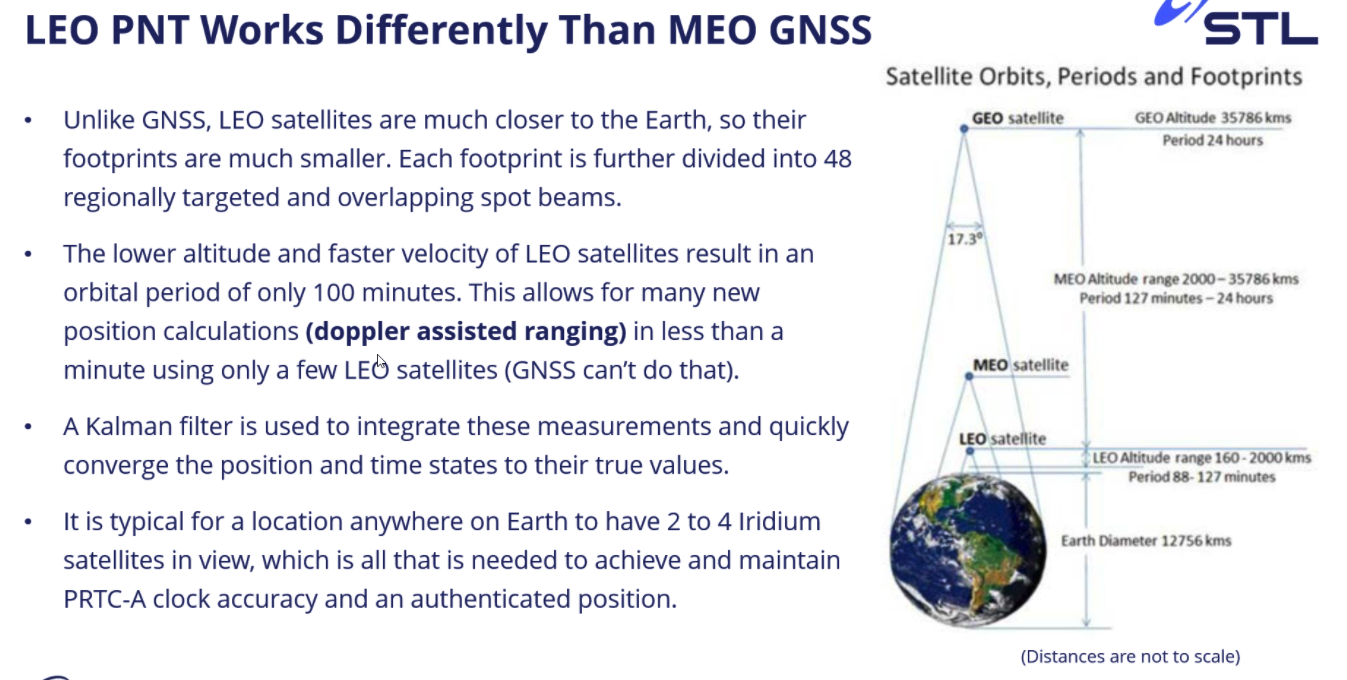 LEO PNT Works Differently Than MEO GNSS
STL
• Unlike GNSS, LEO satellites are much closer to the Earth, so their
footprints are much smaller. Each footprint is further divided into 48
regionally targeted and overlapping spot beams.
• The lower altitude and faster velocity of LEO satellites result in an
orbital period of only 100 minutes. This allows for many new
position calculations (doppler assisted ranging) in less than a
minute using only a few LEO satellites (GNSS can’t do that).
• A Kalman filter is used to integrate these measurements and quickly
converge the position and time states to their true values.
• It is typical for a location anywhere on Earth to have 2 to 4 Iridium
satellites in view, which is all that is needed to achieve and maintain
PRTC-A clock accuracy and an authenticated position.
Satellite Orbits, Periods and Footprints
GEO satellite
GEO Altitude 35786 kms
Period 24 hours
17.3⁰
MEO Altitude range 2000 – 35786 kms
Period 127 minutes – 24 hours
MEO satellite
LEO satellite
LEO Altitude range 160 - 2000 kms
Period 88- 127 minutes
Earth Diameter 12756 kms
(Distances are not to scale)